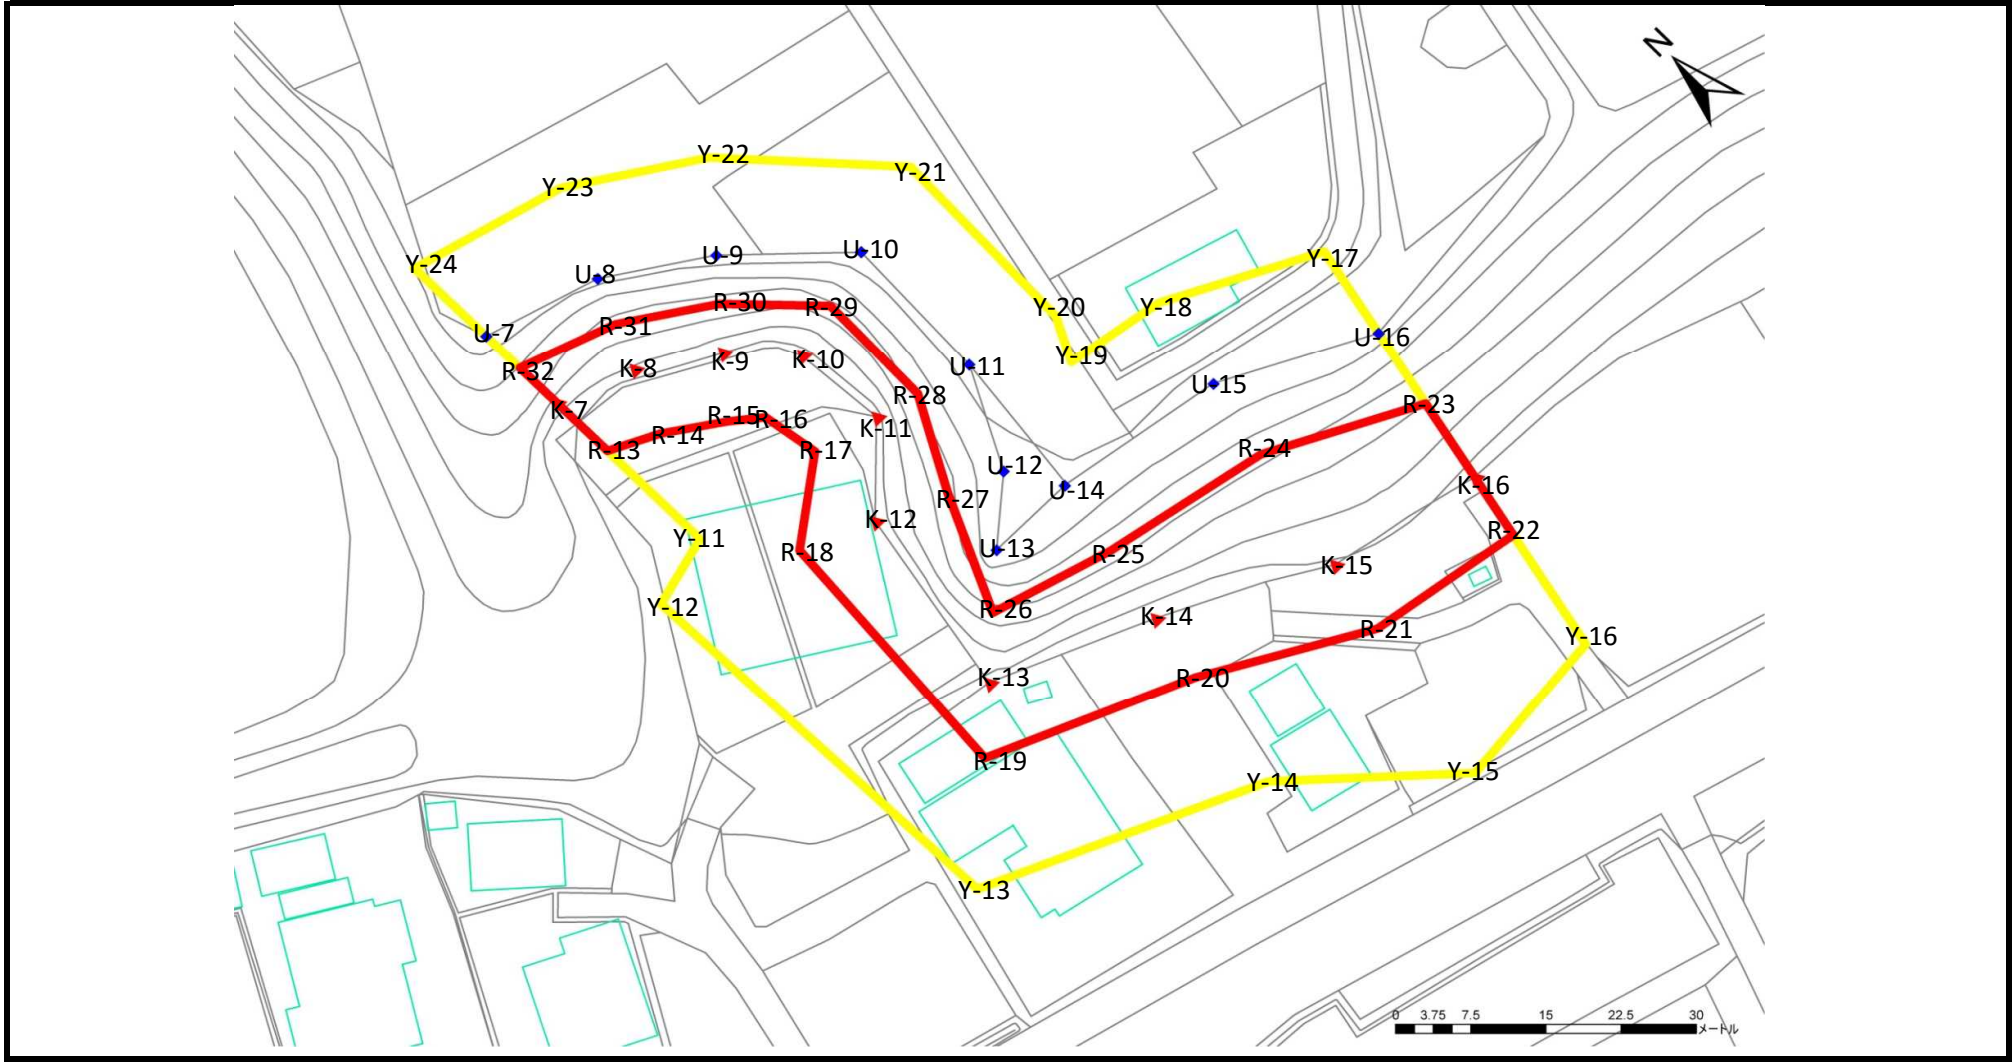 N
Y-22
Y-21
Y-23
Y-24
U-8
U-9
U-10
Y-17
Y-20
Y-18
U-7
R-30
R-29
R-31
U-16
Y-19
R-32
K-8
K-9
K-10
U-11
U-15
K-7
R-28
R-23
R-13
R-14
R-15
R-16
K-11
R-17
R-24
U-12
R-27
U-14
K-16
K-12
R-22
Y-11
R-18
U-13
R-25
K-15
Y-12
R-26
K-14
R-21
Y-16
K-13
R-20
R-19
Y-14
Y-15
Y-13
0 3.75 7.5 15 22.5 30
メートル